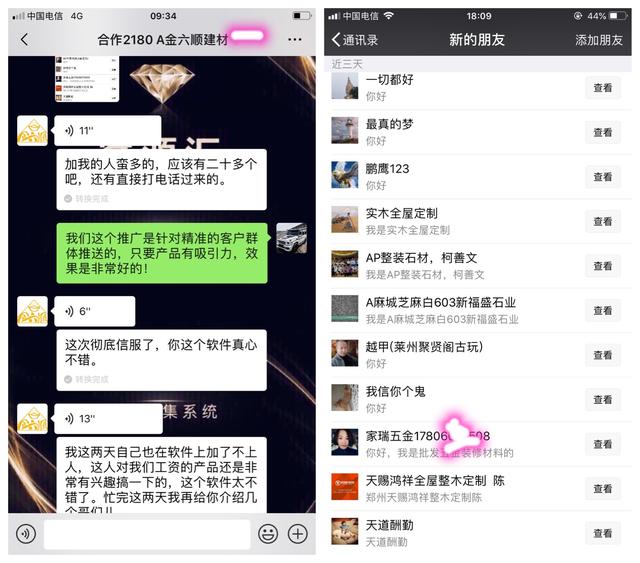 中国电信 4G 09:34
合作2180 A金六顺建材
11"
加我的人蛮多的,应该有二十多个
吧,还有直接打电话过来的。
转换完成
我们这个推广是针对精准的客户群
体推送的,只要产品有吸引力,效
果是非常好的!
6"
这次彻底信服了,你这个软件真心
不错。
转换完成
集系统
13"
我这两天自己也在软件上加了不上
人,这人对我们工资的产品还是非
常有兴趣搞一下的,这个软件太不
错了。忙完这两天我再给你介绍几
个哥们儿
中国电信 18:09 44%
通讯录 新的朋友 添加朋友
近三天
一切都好
你好
查看
最真的梦
你好
查看
鹏鹰123
你好
查看
实木全屋定制
我是实木全屋定制
查看
AP整装石材,柯善文
我是AP整装石材,柯善文
查看
A麻城芝麻白603新福盛石业
我是A麻城芝麻白603新福盛石业
查看
越甲(莱州聚贤阁古玩)
你好
查看
我信你个鬼
你好
查看
家瑞五金17806 508
你好,我是批发五金装修材料的
查看
天赐鸿祥全屋整木定制 陈
郑州天赐鸿祥整木定制陈
查看
天道酬勤
天道酬勤
查看